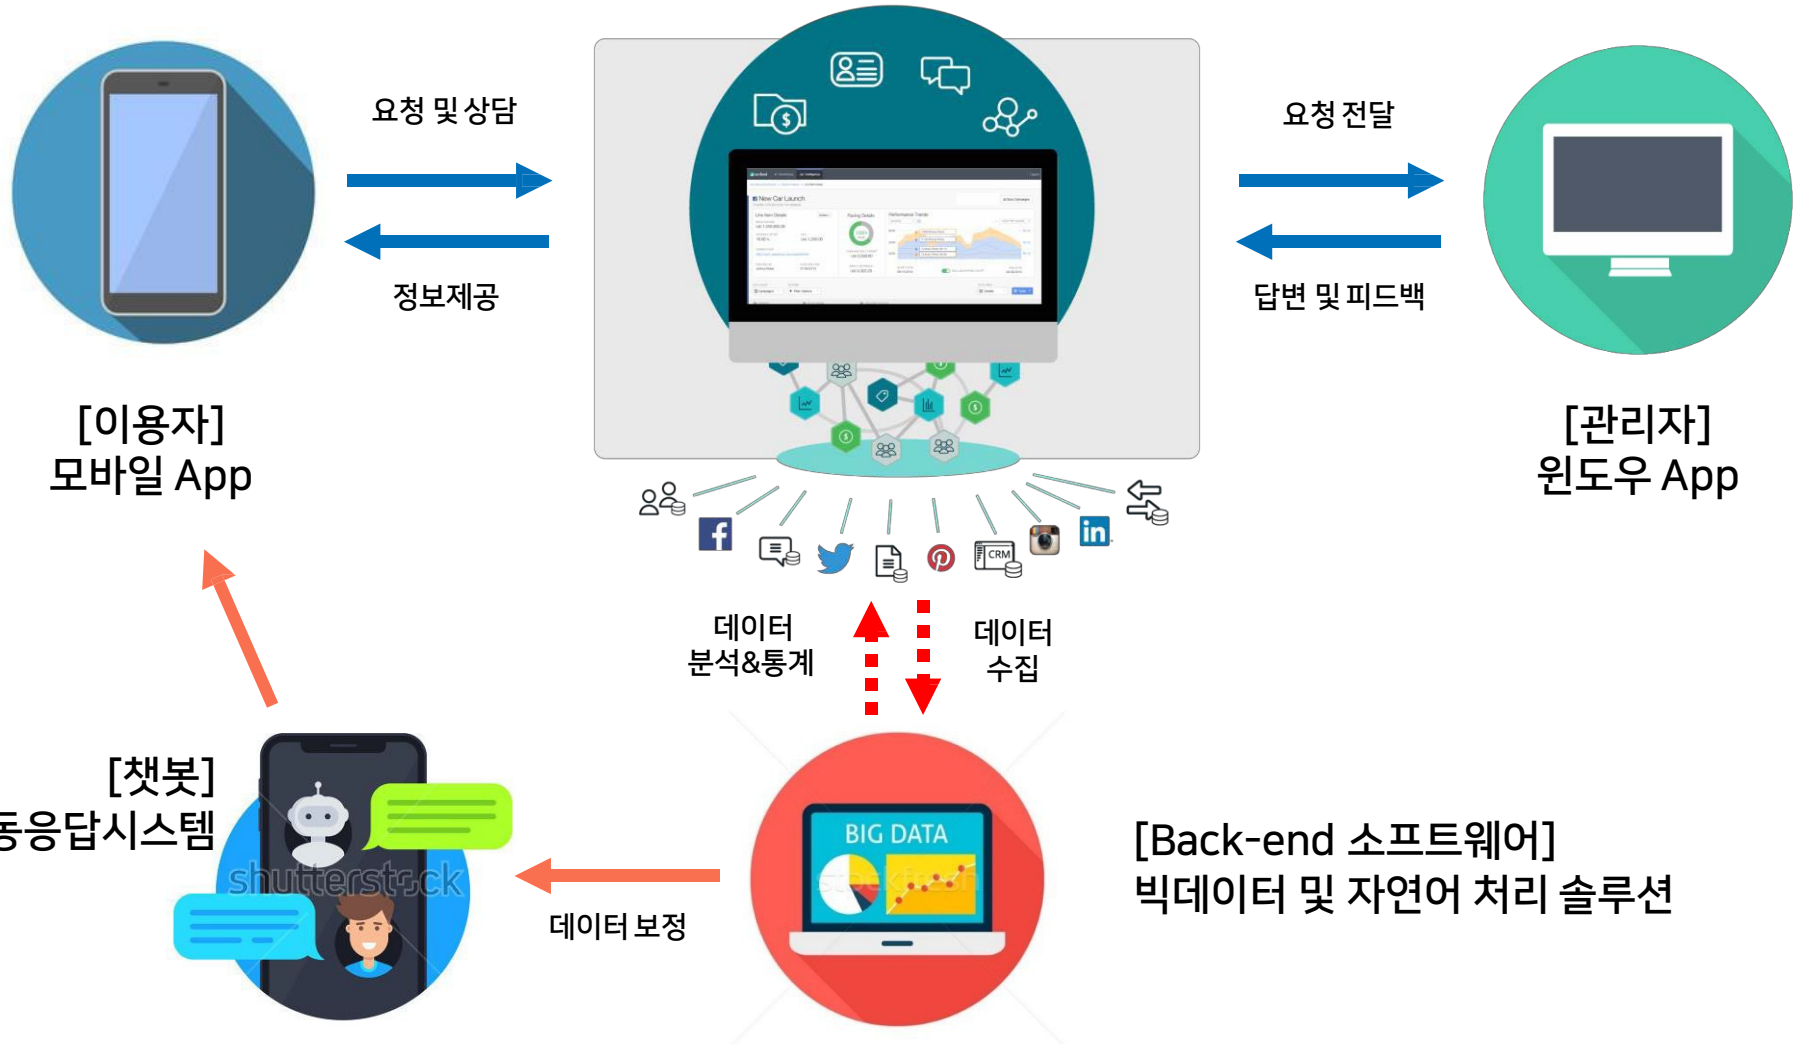 요청 및 상담
정보제공
요청 전달
답변 및 피드백
New Car Launch
[이용자]
모바일 App
[관리자]
윈도우 App
CRM
in
데이터
분석&통계
데이터
수집
[챗봇]
동응답시스템
shutterstock
데이터 보정
BIG DATA
[Back-end 소프트웨어]
빅데이터 및 자연어 처리 솔루션